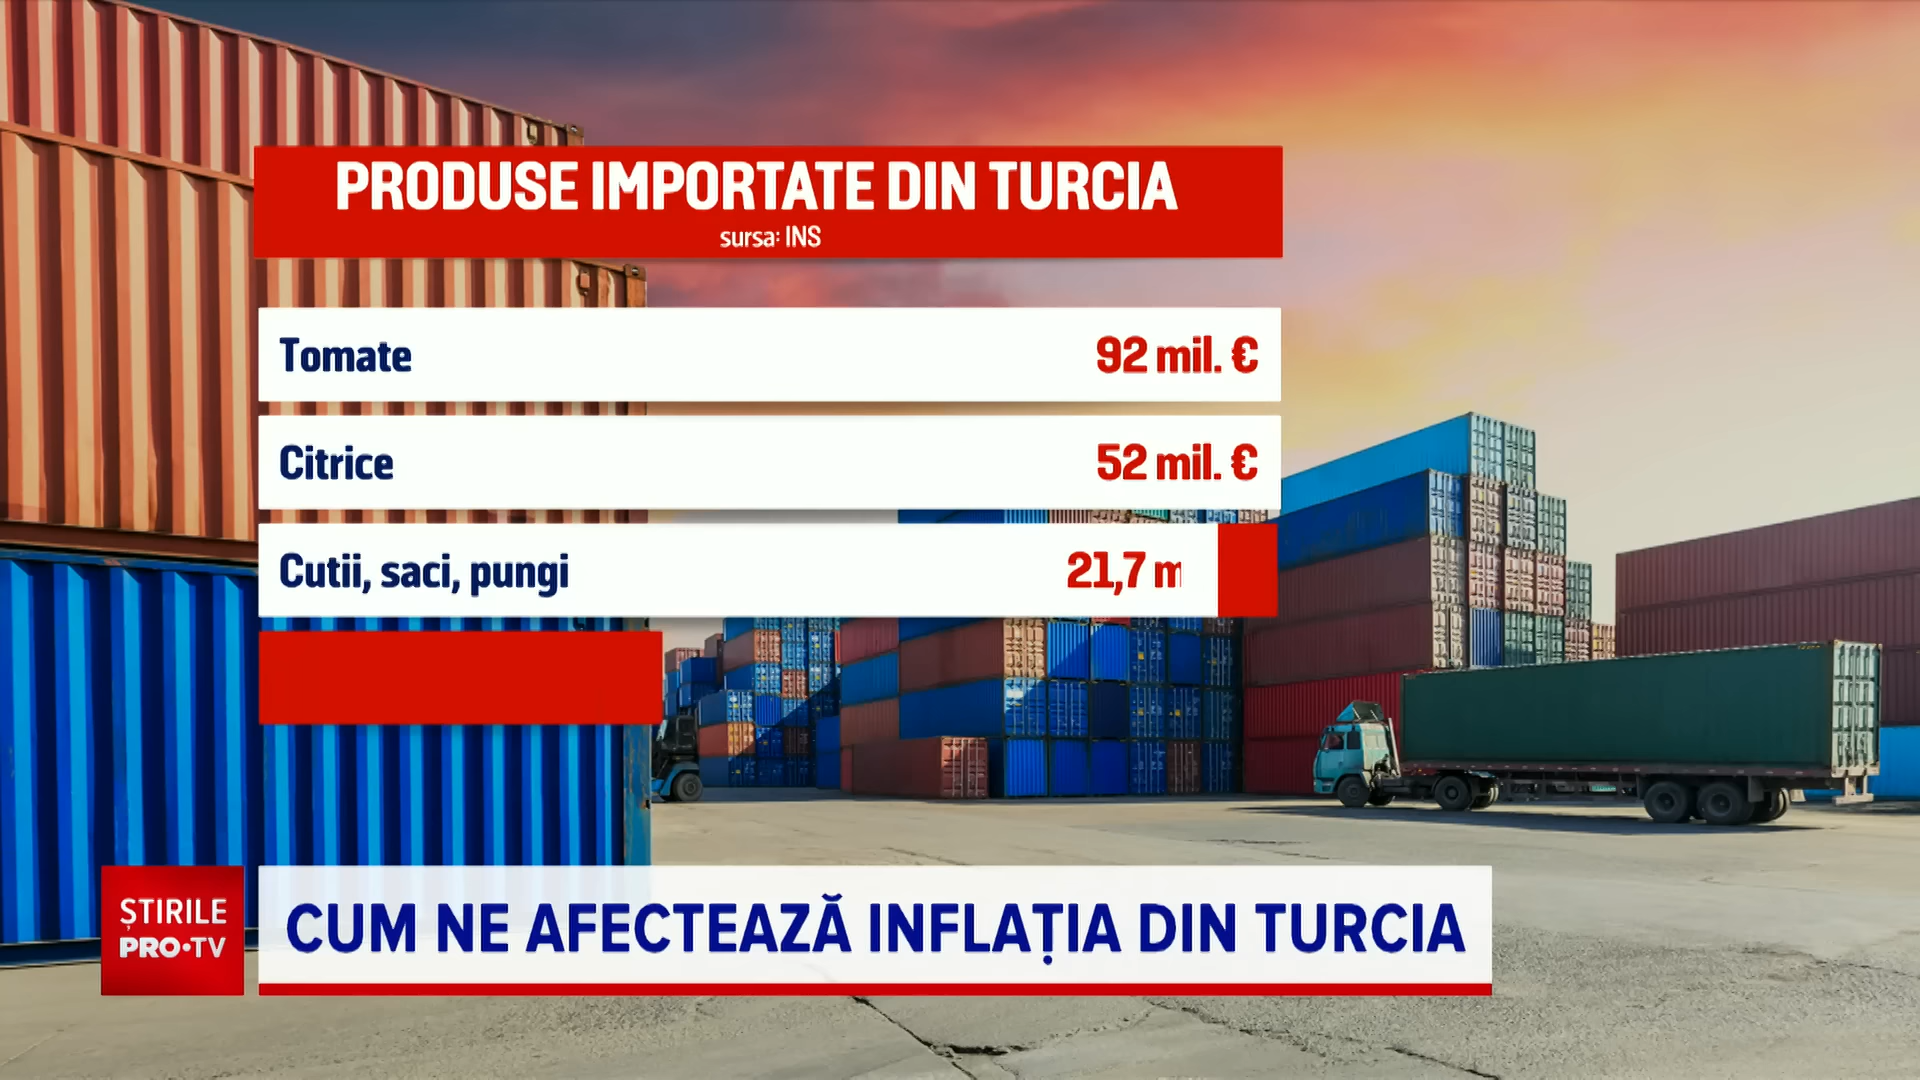 PRODUSE IMPORTATE DIN TURCIA
sursa: INS
Tomate 92 mil. €
Citrice 52 mil. €
Cutii, saci, pungi 21,7 m
ȘTIRILE
PRO•TV
CUM NE AFECTEAZĂ INFLAȚIA DIN TURCIA